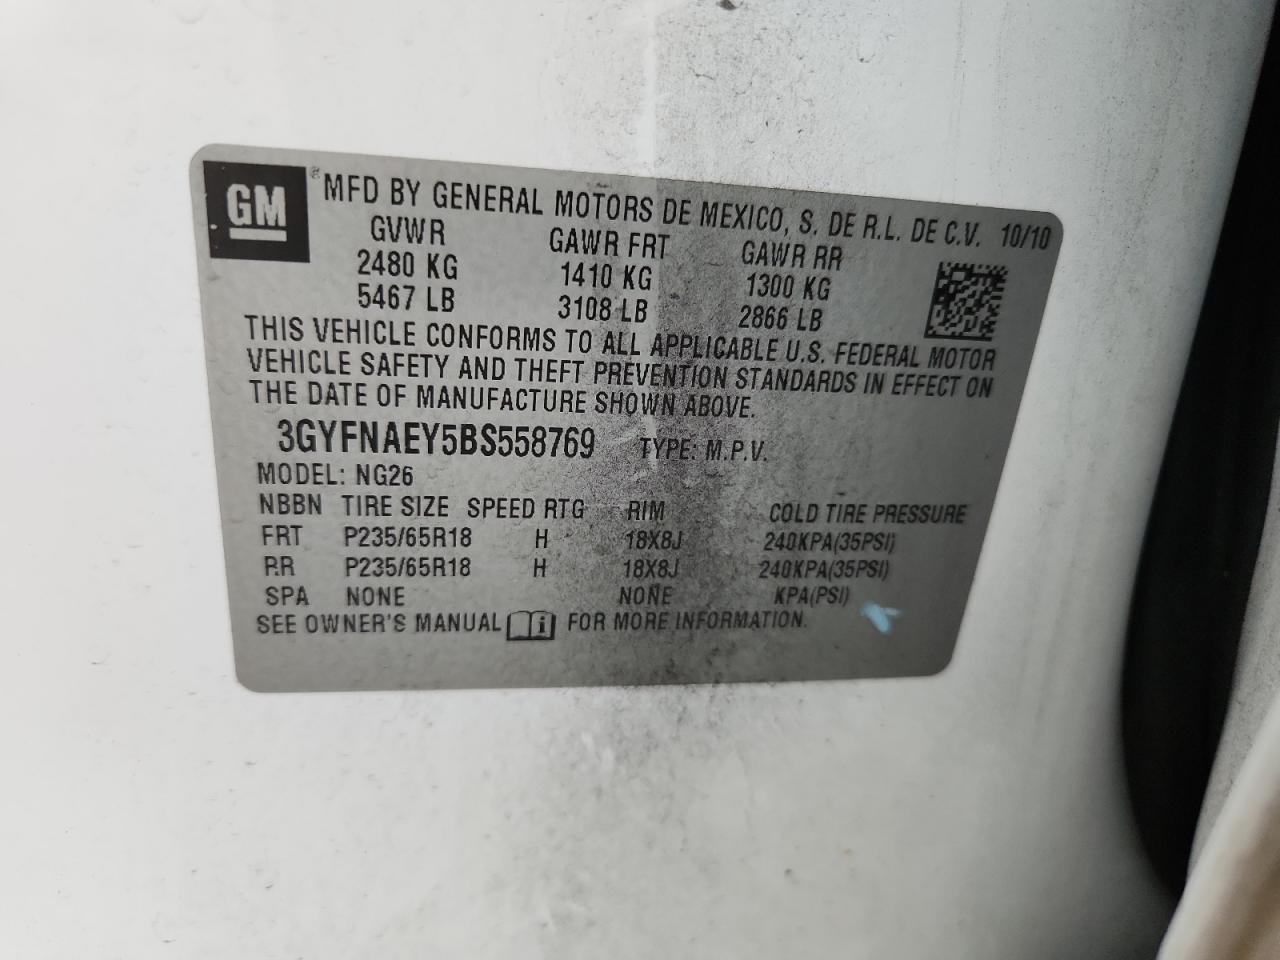 GM ® MFD BY GENERAL MOTORS DE MEXICO, S. DE R.L. DE C.V. 10/10
GVWR GAWR FRT GAWR RR
2480 KG 1410 KG 1300 KG
5467 LB 3108 LB 2866 LB
THIS VEHICLE CONFORMS TO ALL APPLICABLE U.S. FEDERAL MOTOR
VEHICLE SAFETY AND THEFT PREVENTION STANDARDS IN EFFECT ON
THE DATE OF MANUFACTURE SHOWN ABOVE.
3GYFNAEY5BS558769 TYPE: M.P.V.
MODEL: NG26
NBBN TIRE SIZE SPEED RTG RIM COLD TIRE PRESSURE
FRT P235/65R18 H 18X8J 240KPA(35PSI)
RR P235/65R18 H 18X8J 240KPA(35PSI)
SPA NONE NONE KPA(PSI)
SEE OWNER'S MANUAL i FOR MORE INFORMATION.